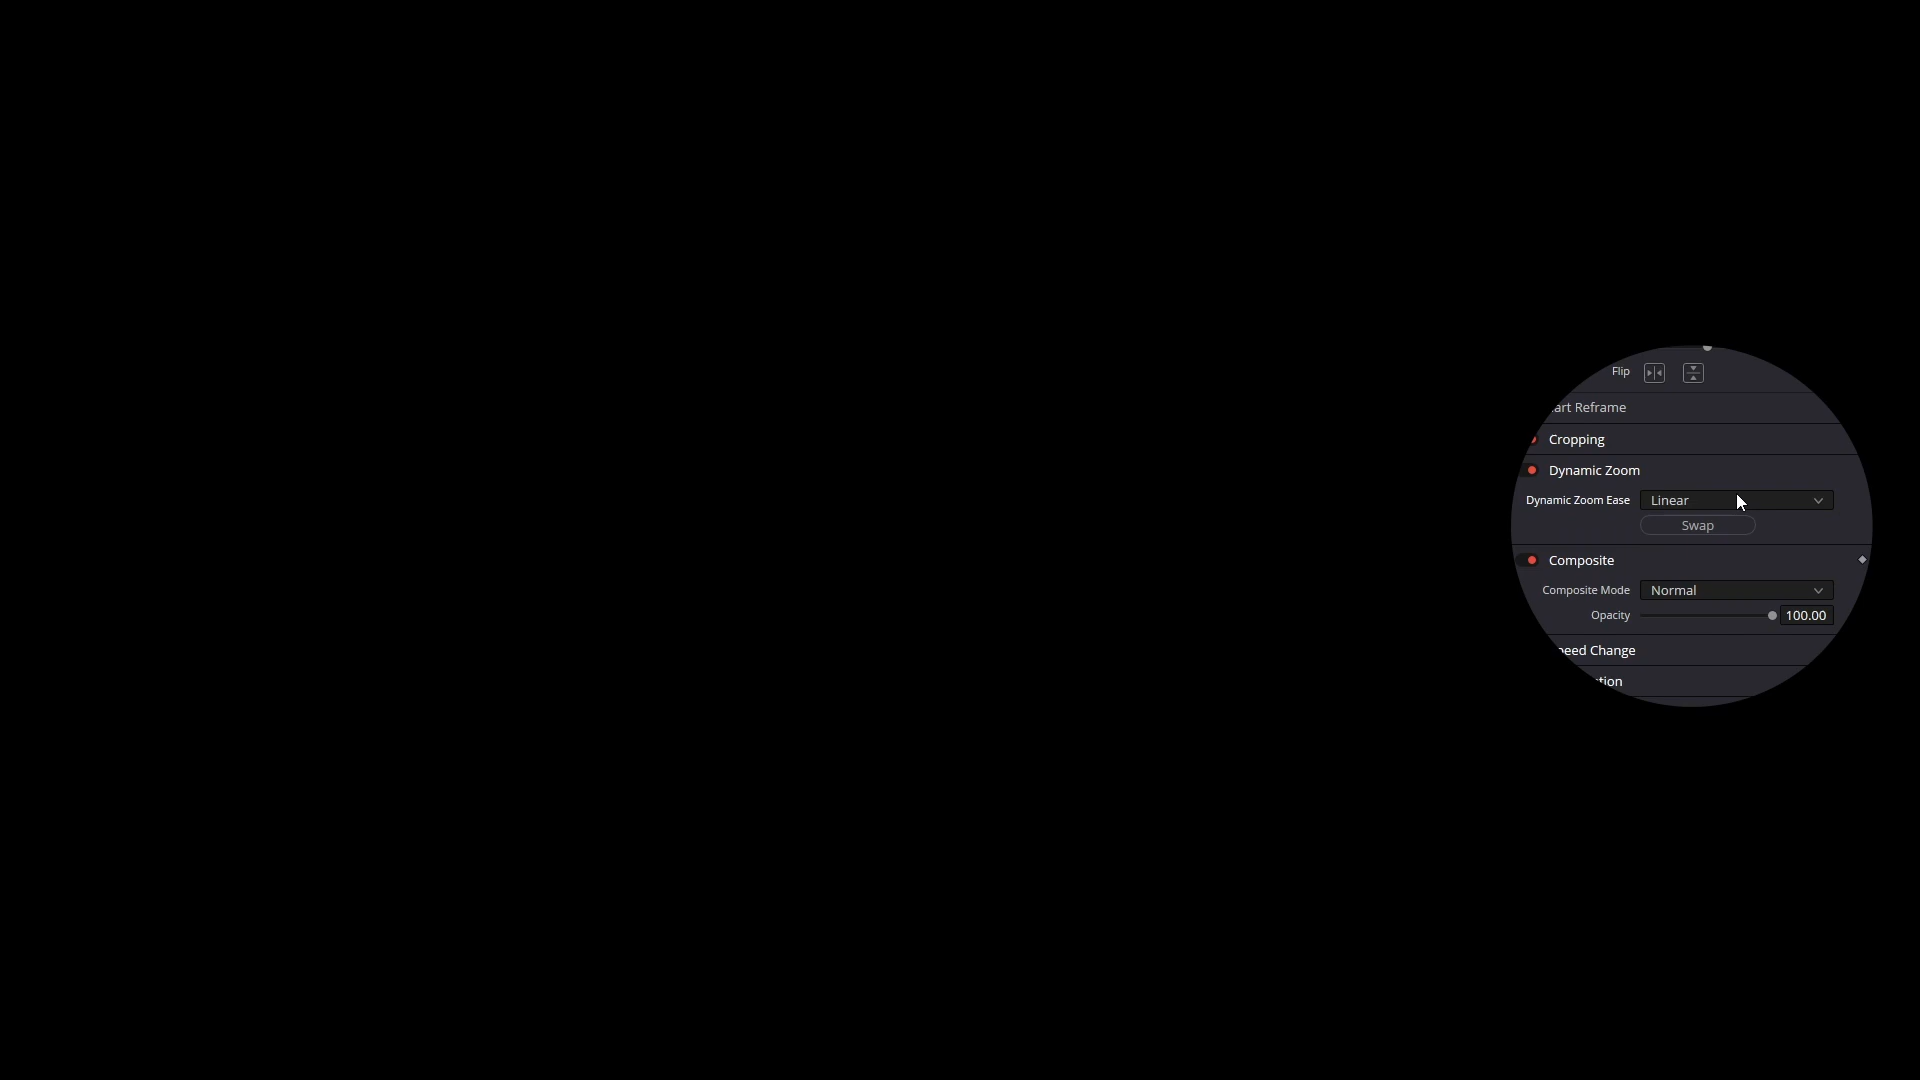 Flip
art Reframe
Cropping
Dynamic Zoom
Dynamic Zoom Ease Linear
Swap
Composite
Composite Mode Normal
Opacity 100.00
eed Change
tion